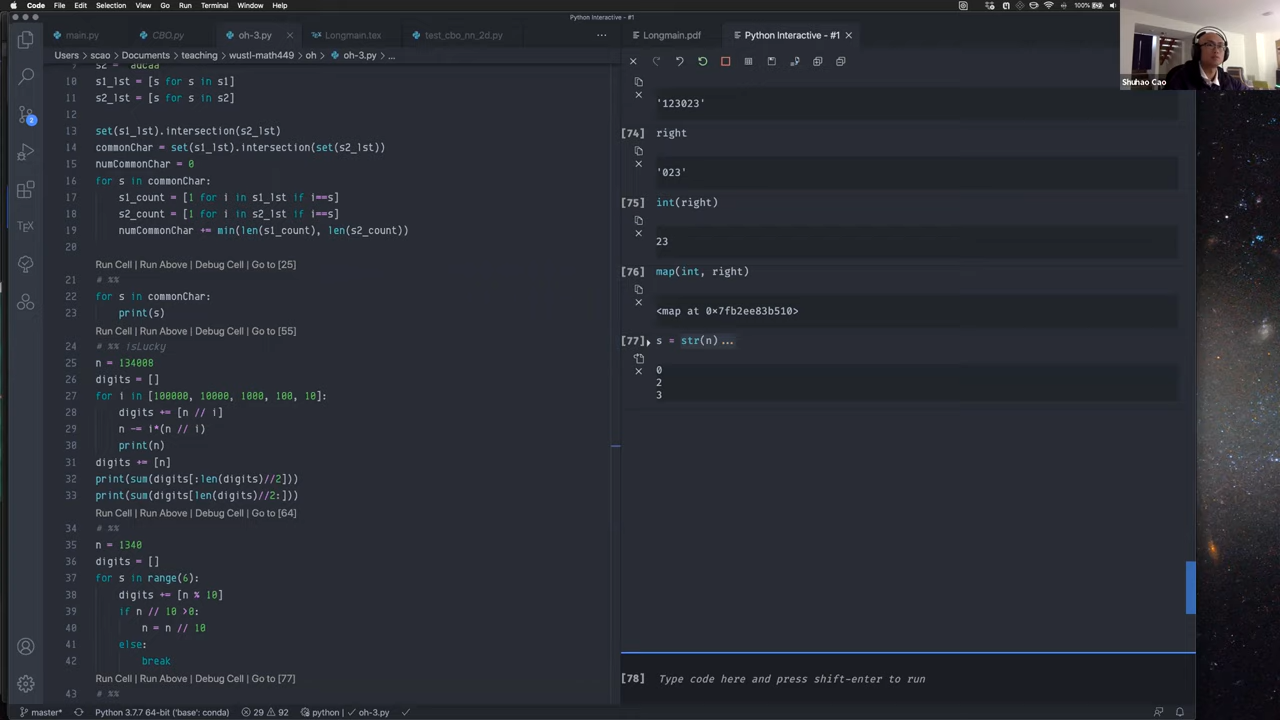 Code File Edit Selection View Go Run Terminal Window Help 100%
Python Interactive - #1
main.py CBO.py oh-3.py Longmain.tex test_cbo_nn_2d.py
Longmain.pdf Python Interactive - #1
Users > scao > Documents > teaching > wustl-math449 > oh > oh-3.py > ...
Shuhao Cao
10 s1_lst = [s for s in s1]
11 s2_lst = [s for s in s2]
12
13 set(s1_lst).intersection(s2_lst)
14 commonChar = set(s1_lst).intersection(set(s2_lst))
15 numCommonChar = 0
16 for s in commonChar:
17 s1_count = [1 for i in s1_lst if i==s]
18 s2_count = [1 for i in s2_lst if i==s]
19 numCommonChar += min(len(s1_count), len(s2_count))
20
Run Cell | Run Above | Debug Cell | Go to [25]
21 # %%
22 for s in commonChar:
23 print(s)
Run Cell | Run Above | Debug Cell | Go to [55]
24 # %% isLucky
25 n = 134008
26 digits = []
27 for i in [100000, 10000, 1000, 100, 10]:
28 digits += [n // i]
29 n -= i*(n // i)
30 print(n)
31 digits += [n]
32 print(sum(digits[:len(digits)//2]))
33 print(sum(digits[len(digits)//2:]))
Run Cell | Run Above | Debug Cell | Go to [64]
34 # %%
35 n = 1340
36 digits = []
37 for s in range(6):
38 digits += [n % 10]
39 if n // 10 >0:
40 n = n // 10
41 else:
42 break
Run Cell | Run Above | Debug Cell | Go to [77]
43 # %%
'123023'
[74] right
'023'
[75] int(right)
23
[76] map(int, right)
<map at 0x7fb2ee83b510>
[77] s = str(n)...
0
2
3
[78] Type code here and press shift-enter to run
2
master* Python 3.7.7 64-bit ('base': conda) 29 92 python | oh-3.py